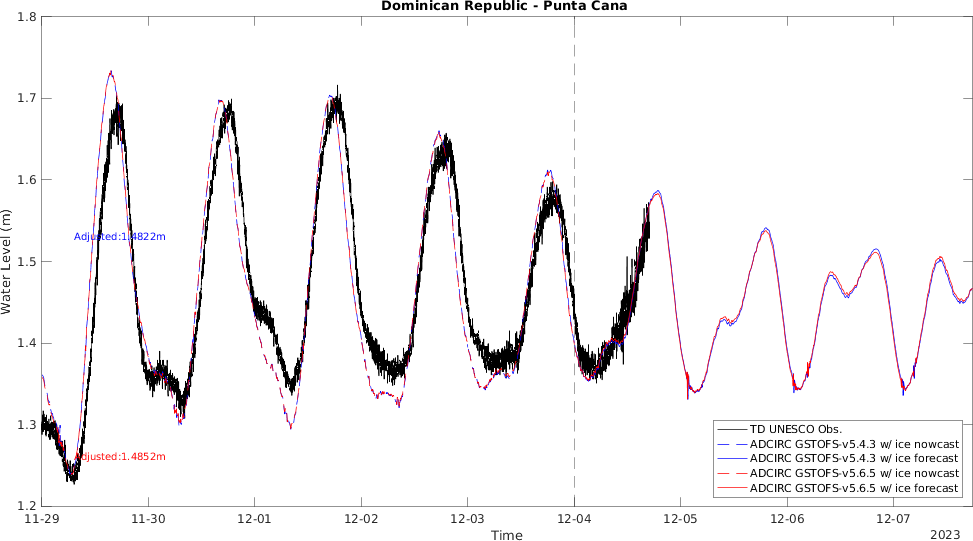 Dominican Republic - Punta Cana
1.8
1.7
1.6
1.5
1.4
1.3
1.2
Water Level (m)
Adjusted:1.4822m
Adjusted:1.4852m
TD UNESCO Obs.
ADCIRC GSTOFS-v5.4.3 w/ ice nowcast
ADCIRC GSTOFS-v5.4.3 w/ ice forecast
ADCIRC GSTOFS-v5.6.5 w/ ice nowcast
ADCIRC GSTOFS-v5.6.5 w/ ice forecast
11-29 11-30 12-01 12-02 12-03 12-04 12-05 12-06 12-07
Time
2023